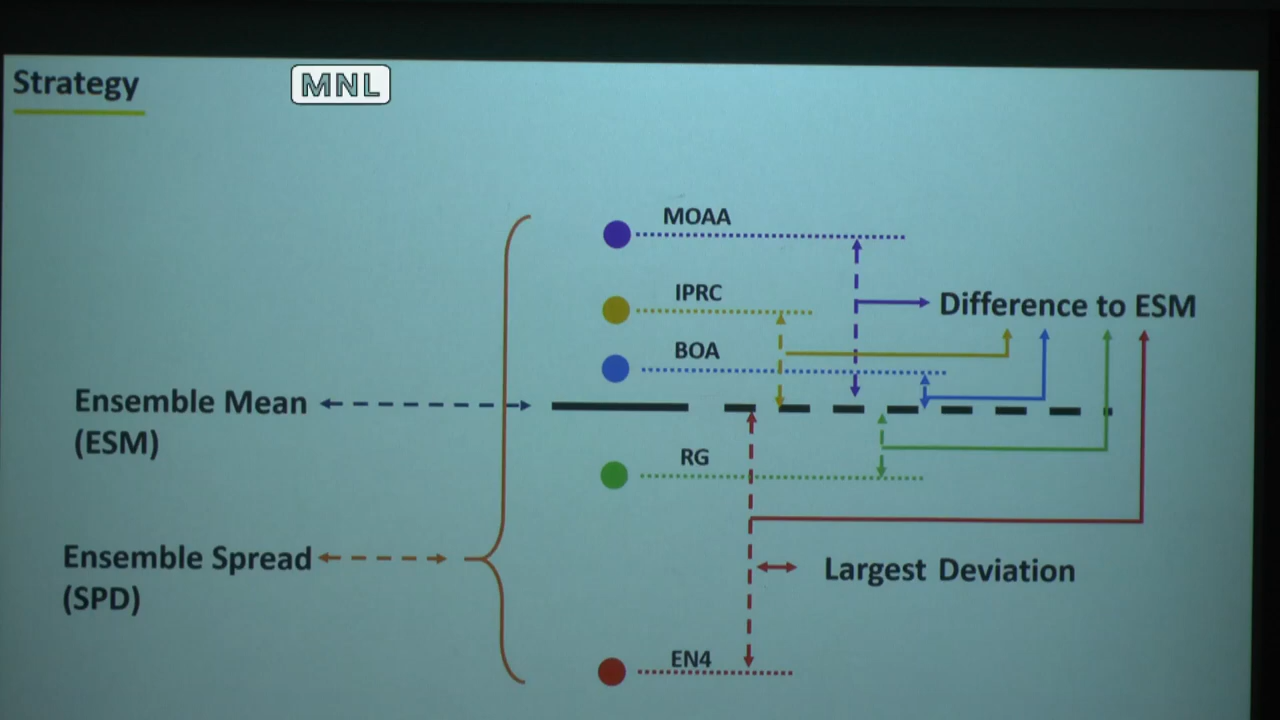 Strategy
MNL
MOAA
IPRC
Difference to ESM
BOA
Ensemble Mean
(ESM)
RG
Ensemble Spread
(SPD)
Largest Deviation
EN4